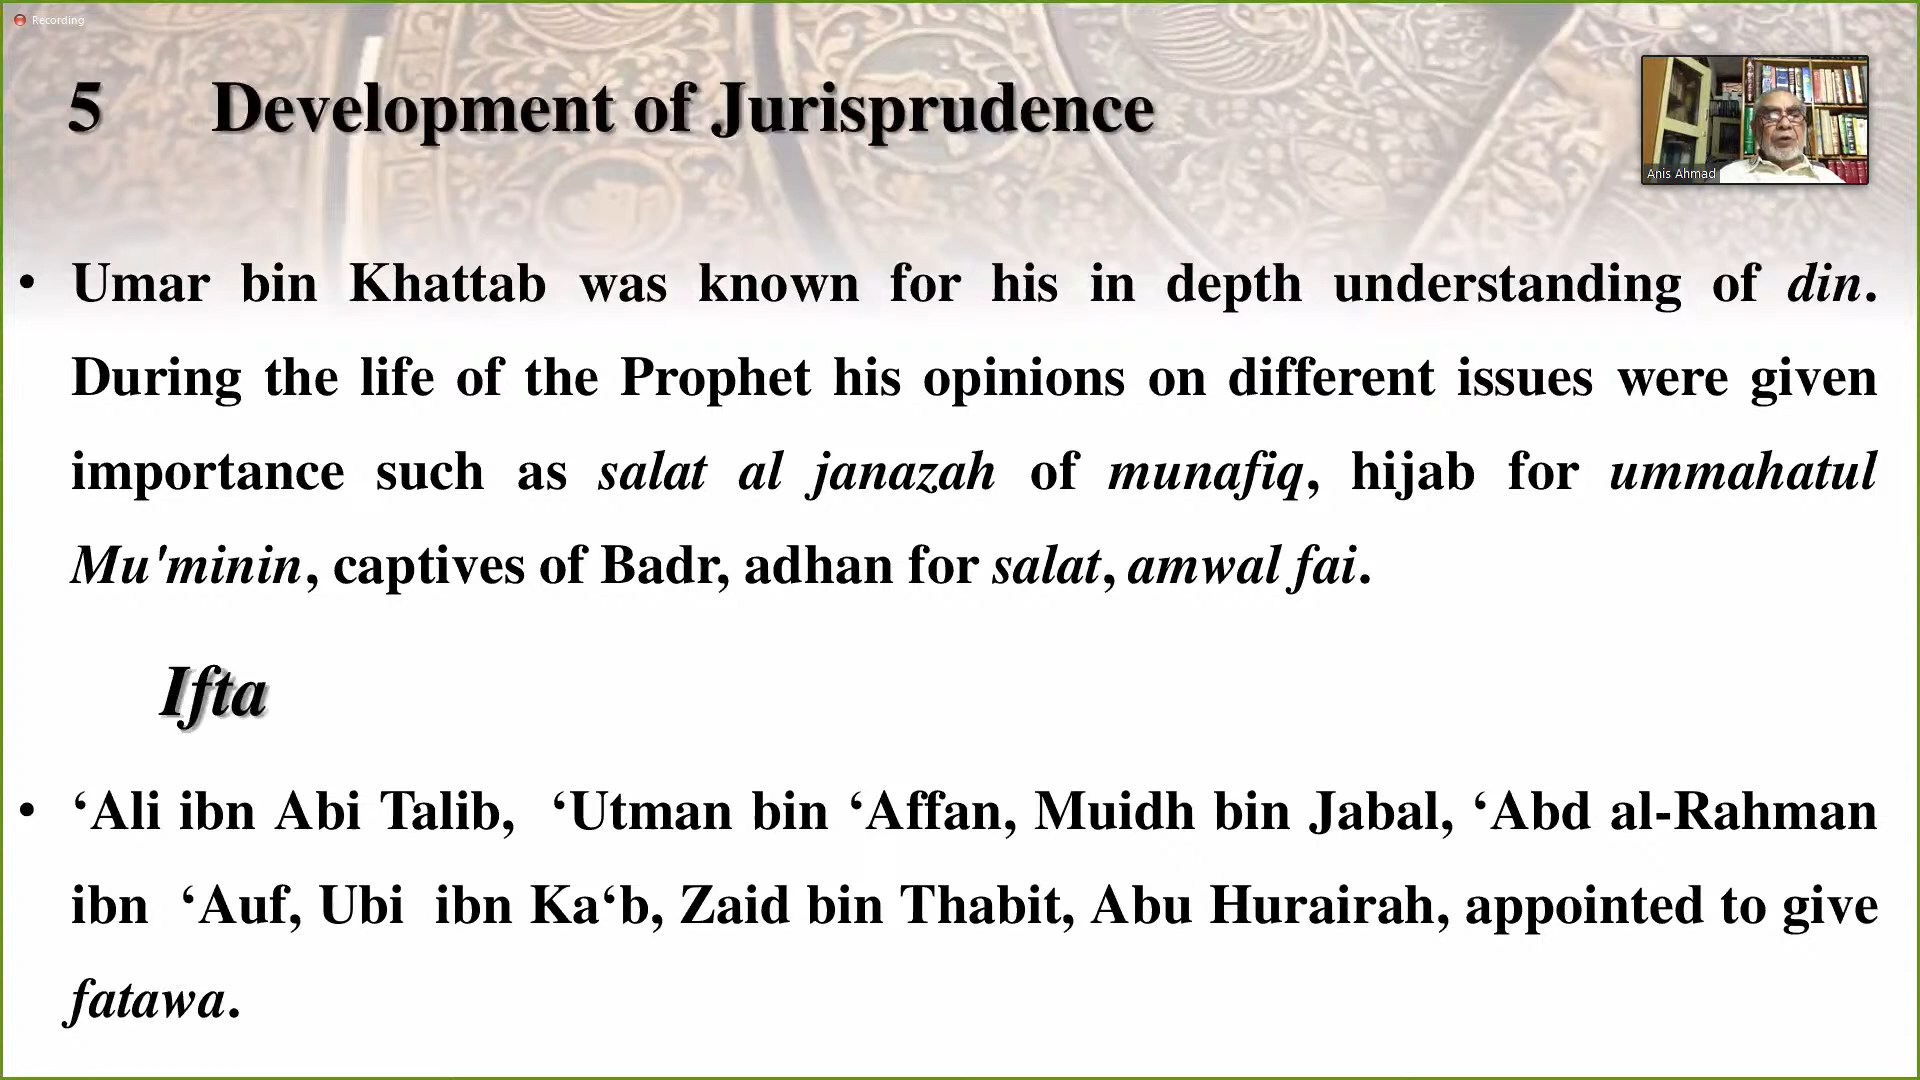 Recording
5 Development of Jurisprudence
Anis Ahmad
• Umar bin Khattab was known for his in depth understanding of din.
During the life of the Prophet his opinions on different issues were given
importance such as salat al janazah of munafiq, hijab for ummahatul
Mu'minin, captives of Badr, adhan for salat, amwal fai.
Ifta
• ‘Ali ibn Abi Talib, ‘Utman bin ‘Affan, Muidh bin Jabal, ‘Abd al-Rahman
ibn ‘Auf, Ubi ibn Ka‘b, Zaid bin Thabit, Abu Hurairah, appointed to give
fatawa.